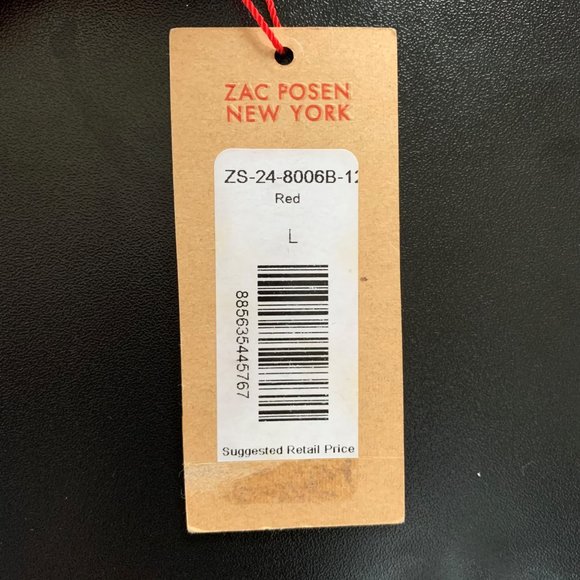 ZAC POSEN
NEW YORK
ZS-24-8006B-12
Red
L
885635445767
Suggested Retail Price